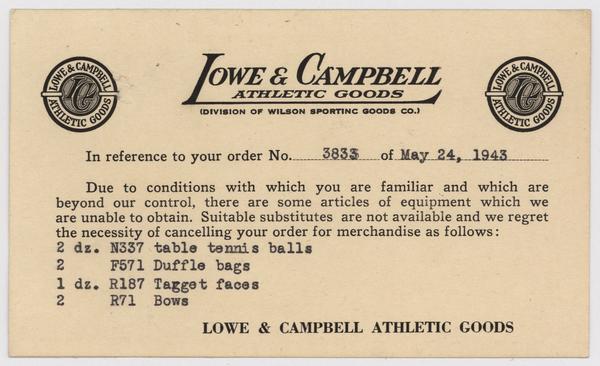 LOWE & CAMPBELL
ATHLETIC GOODS
(DIVISION OF WILSON SPORTING GOODS CO.)
LOWE & CAMPBELL
LC
ATHLETIC GOODS
LOWE & CAMPBELL
LC
ATHLETIC GOODS
In reference to your order No. 3833 of May 24, 1943
Due to conditions with which you are familiar and which are
beyond our control, there are some articles of equipment which we
are unable to obtain. Suitable substitutes are not available and we regret
the necessity of cancelling your order for merchandise as follows:
2 dz. N337 table tennis balls
2 F571 Duffle bags
1 dz. R187 Tagget faces
2 R71 Bows
LOWE & CAMPBELL ATHLETIC GOODS